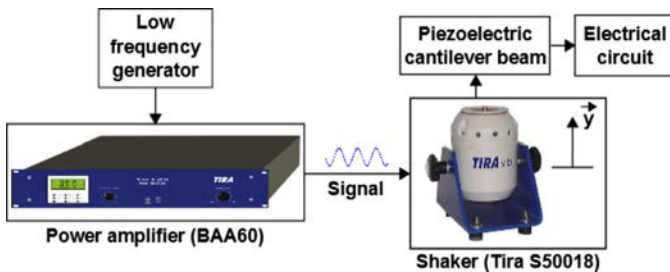 Low
frequency
generator
Piezoelectric
cantilever beam
Electrical
circuit
TIRA
Signal
TIRA vib
y
Power amplifier (BAA60)
Shaker (Tira S50018)